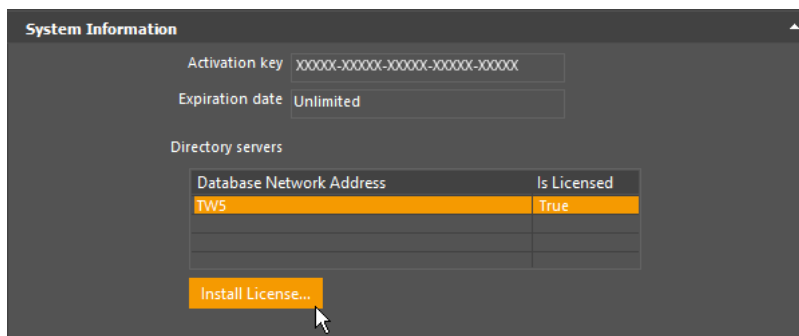 System Information
Activation key XXXXX-XXXXX-XXXXX-XXXXX-XXXXX
Expiration date Unlimited
Directory servers
Database Network Address Is Licensed
TW5 True
Install License...